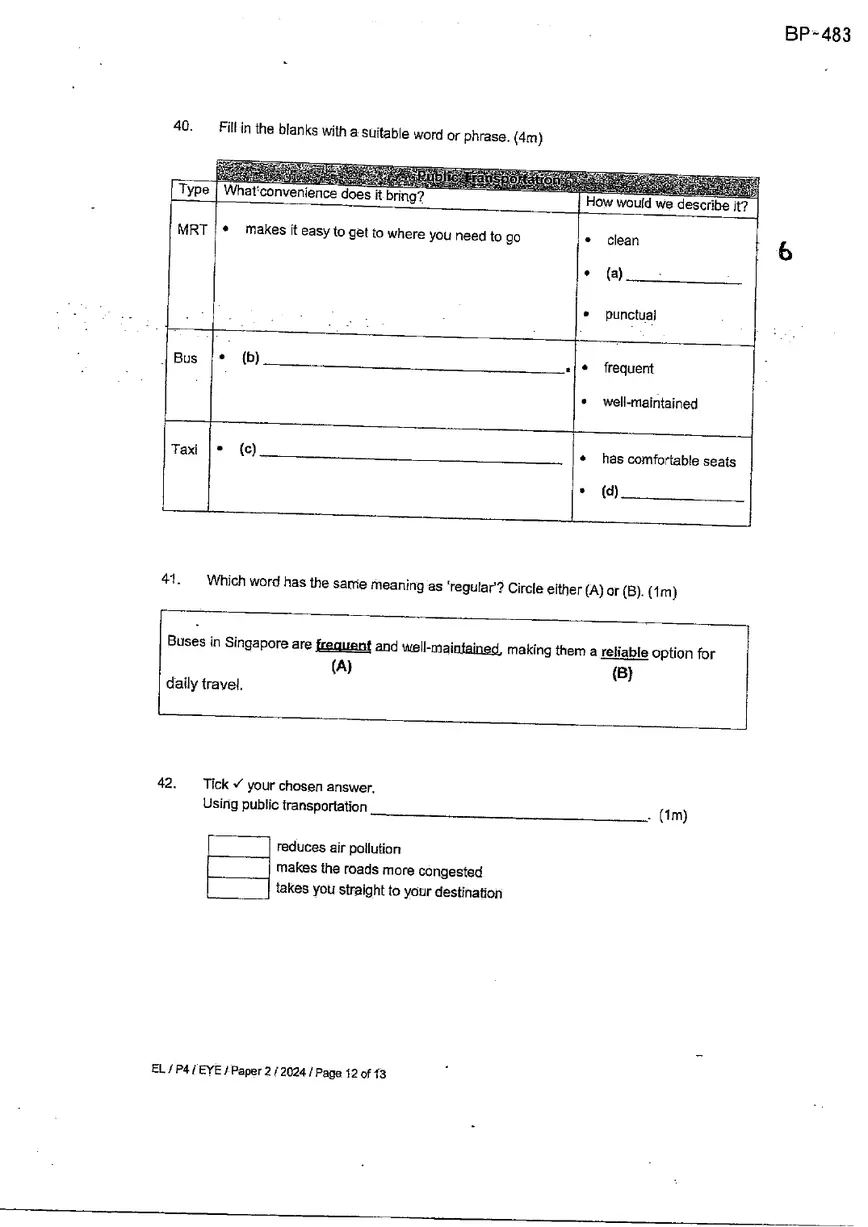 BP-483
40. Fill in the blanks with a suitable word or phrase. (4m)
Public Transportation
Type What convenience does it bring? How would we describe it?
MRT • makes it easy to get to where you need to go • clean
6
• (a) ____________
• punctual
Bus • (b) ____________. • frequent
• well-maintained
Taxi • (c) ____________ • has comfortable seats
• (d) ____________
41. Which word has the same meaning as 'regular'? Circle either (A) or (B). (1m)
Buses in Singapore are frequent and well-maintained, making them a reliable option for
(A) (B)
daily travel.
42. Tick ✓ your chosen answer.
Using public transportation ____________. (1m)
reduces air pollution
makes the roads more congested
takes you straight to your destination
EL / P4 / EYE / Paper 2 / 2024 / Page 12 of 13